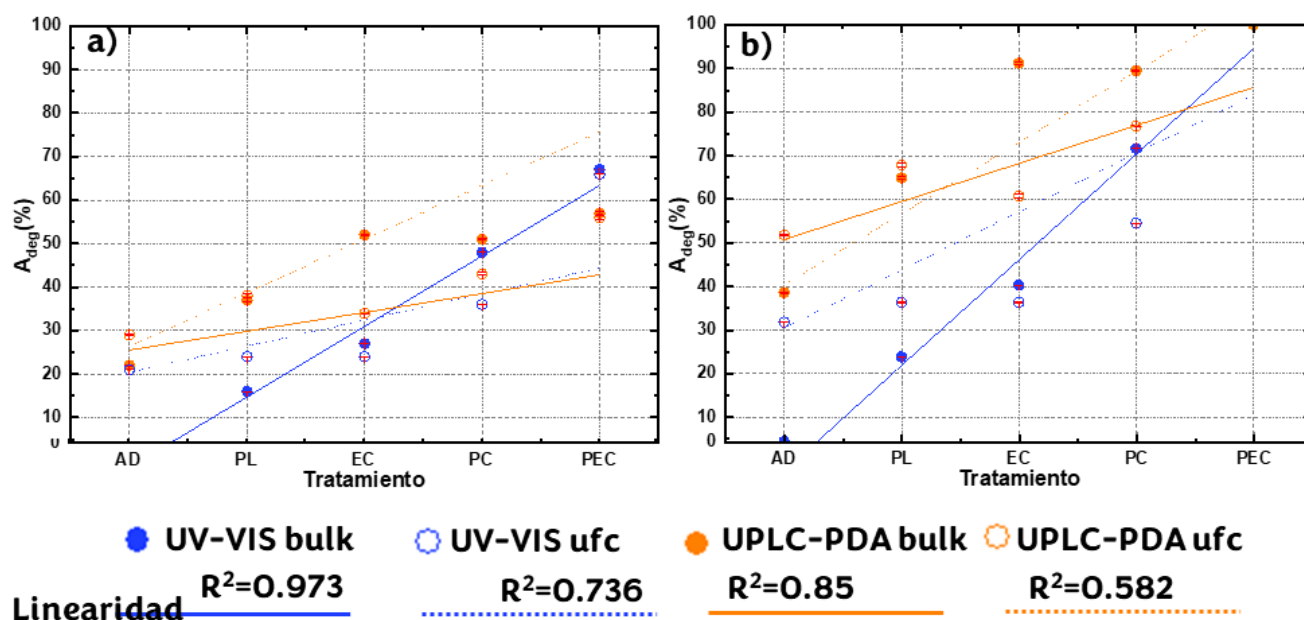 a)
100
90
80
70
60
50
40
30
20
10
0
A_deg(%)
AD PL EC PC PEC
Tratamiento
b)
100
90
80
70
60
50
40
30
20
10
0
A_deg(%)
AD PL EC PC PEC
Tratamiento
UV-VIS bulk UV-VIS ufc UPLC-PDA bulk UPLC-PDA ufc
R²=0.973 R²=0.736 R²=0.85 R²=0.582
Linearidad